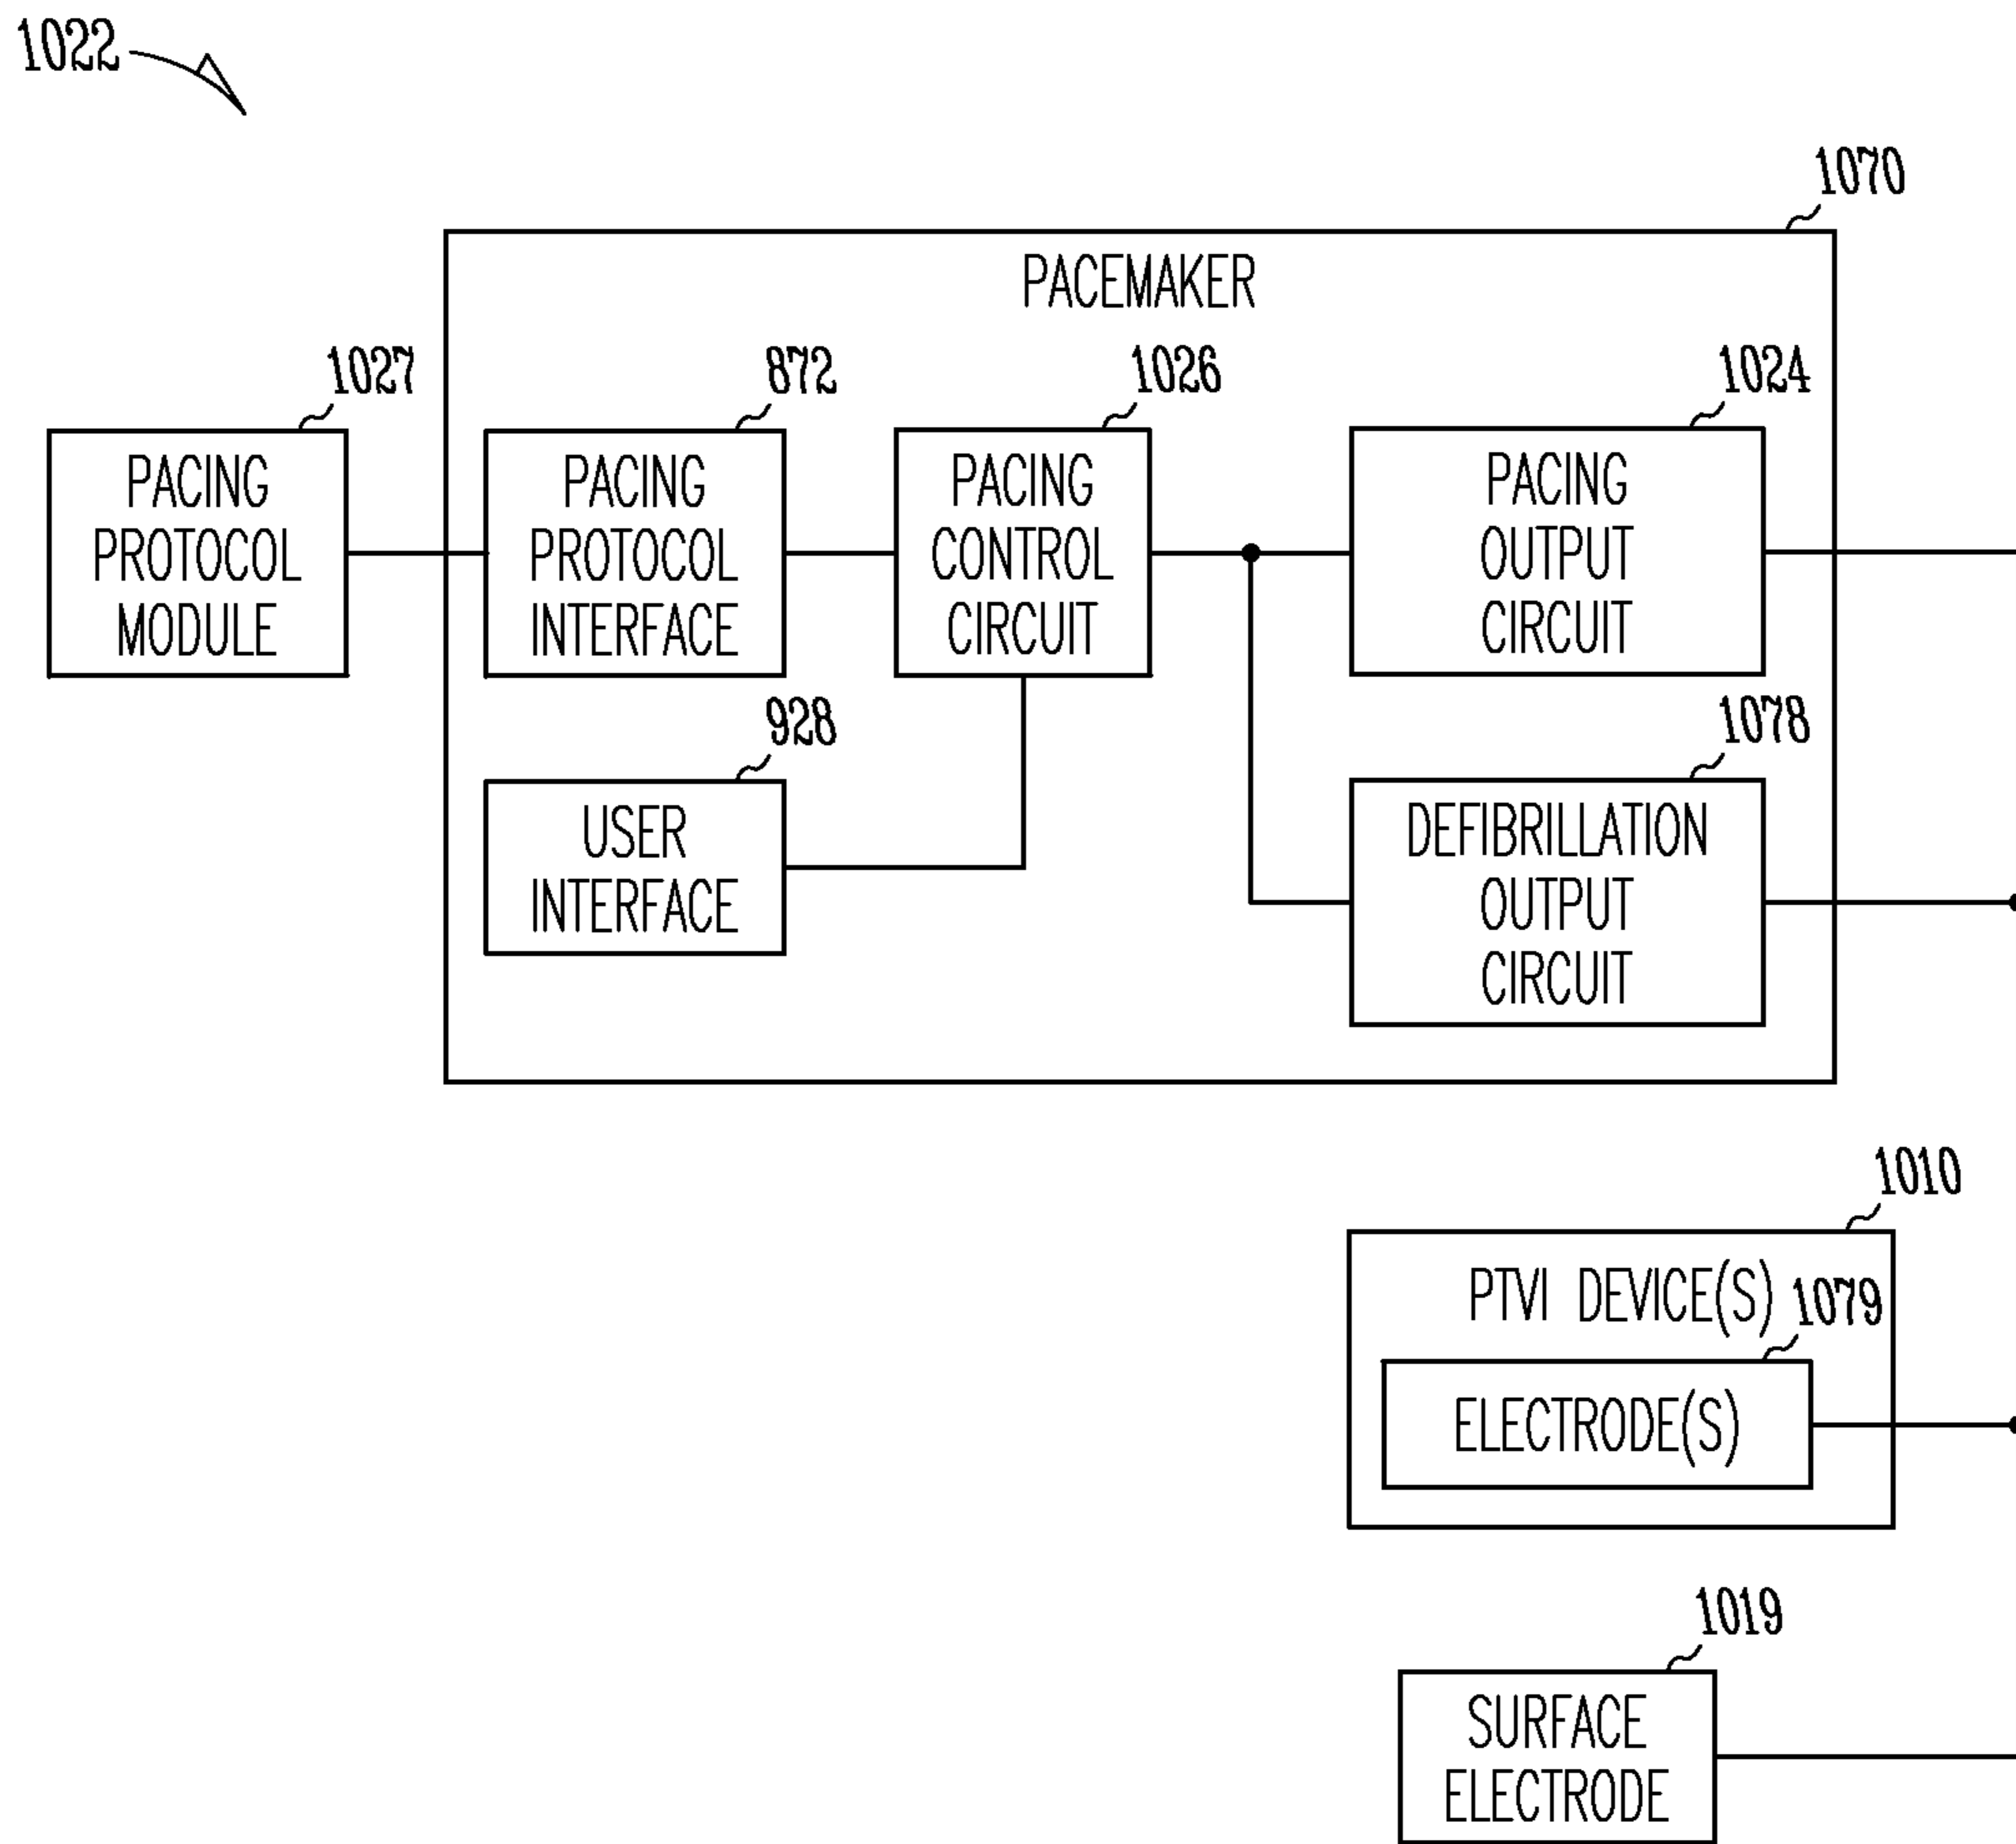 1022
1070
PACEMAKER
1027
872
1026
1024
PACING
PROTOCOL
MODULE
PACING
PROTOCOL
INTERFACE
PACING
CONTROL
CIRCUIT
PACING
OUTPUT
CIRCUIT
928
1078
USER
INTERFACE
DEFIBRILLATION
OUTPUT
CIRCUIT
1010
PTVI DEVICE(S)
1079
ELECTRODE(S)
1019
SURFACE
ELECTRODE